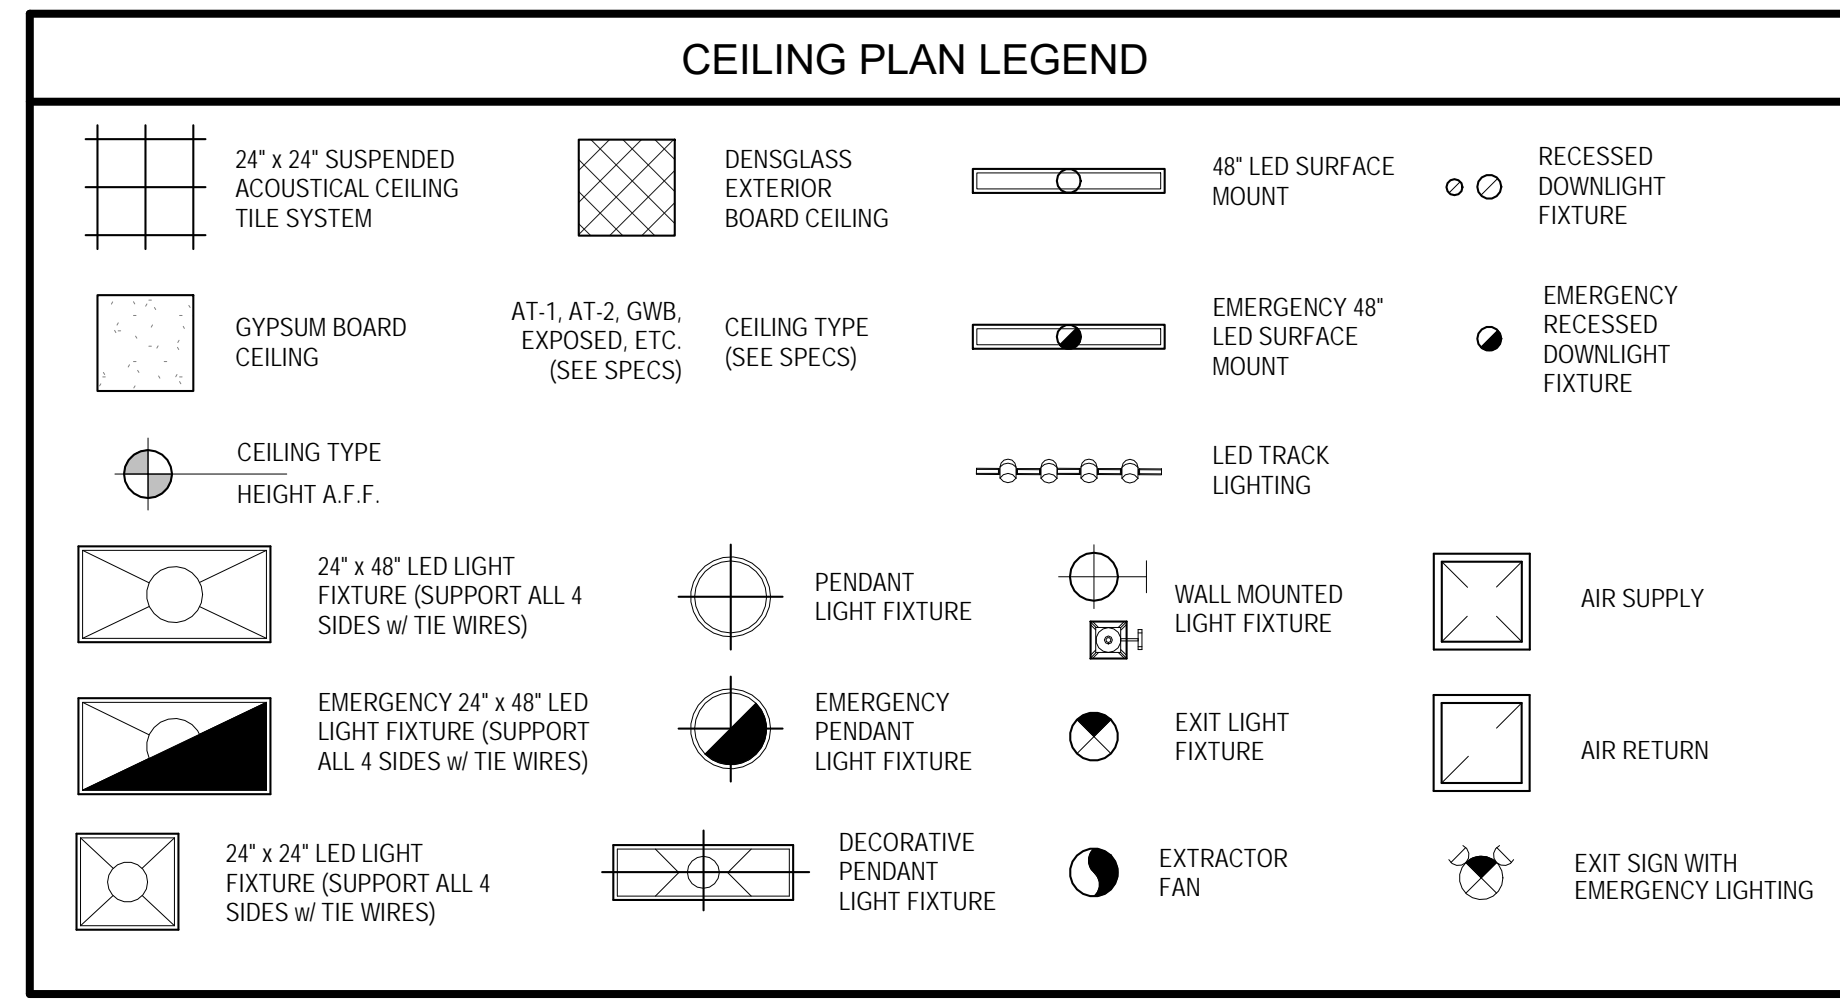 CEILING PLAN LEGEND
24" x 24" SUSPENDED
ACOUSTICAL CEILING
TILE SYSTEM
DENSGLASS
EXTERIOR
BOARD CEILING
48" LED SURFACE
MOUNT
RECESSED
DOWNLIGHT
FIXTURE
GYPSUM BOARD
CEILING
AT-1, AT-2, GWB,
EXPOSED, ETC.
(SEE SPECS)
CEILING TYPE
(SEE SPECS)
EMERGENCY 48"
LED SURFACE
MOUNT
EMERGENCY
RECESSED
DOWNLIGHT
FIXTURE
CEILING TYPE
HEIGHT A.F.F.
LED TRACK
LIGHTING
24" x 48" LED LIGHT
FIXTURE (SUPPORT ALL 4
SIDES w/ TIE WIRES)
PENDANT
LIGHT FIXTURE
WALL MOUNTED
LIGHT FIXTURE
AIR SUPPLY
EMERGENCY 24" x 48" LED
LIGHT FIXTURE (SUPPORT
ALL 4 SIDES w/ TIE WIRES)
EMERGENCY
PENDANT
LIGHT FIXTURE
EXIT LIGHT
FIXTURE
AIR RETURN
24" x 24" LED LIGHT
FIXTURE (SUPPORT ALL 4
SIDES w/ TIE WIRES)
DECORATIVE
PENDANT
LIGHT FIXTURE
EXTRACTOR
FAN
EXIT SIGN WITH
EMERGENCY LIGHTING